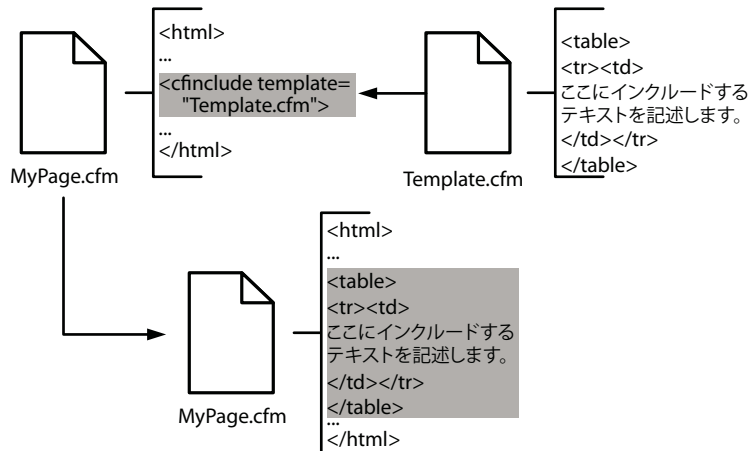 <html>
...
<cfinclude template=
"Template.cfm">
...
</html>
MyPage.cfm
<table>
<tr><td>
ここにインクルードする
テキストを記述します。
</td></tr>
</table>
Template.cfm
<html>
...
<table>
<tr><td>
ここにインクルードする
テキストを記述します。
</td></tr>
</table>
...
</html>
MyPage.cfm